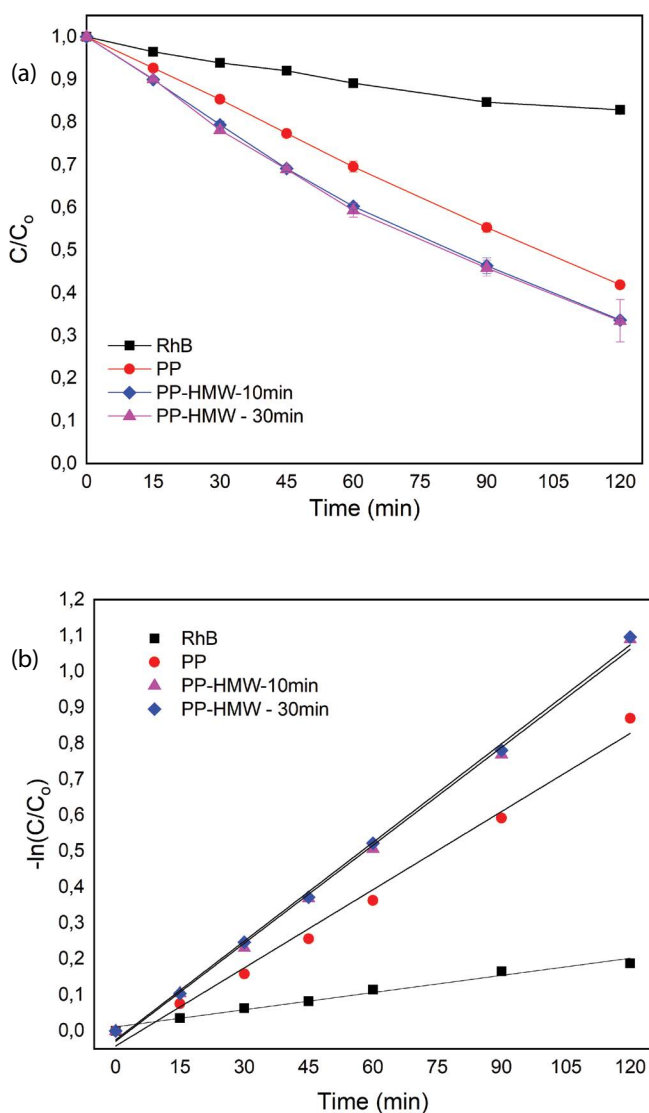 (a)
1,0
0,9
0,8
0,7
0,6
0,5
0,4
0,3
0,2
0,1
0,0
C/Co
RhB
PP
PP-HMW-10min
PP-HMW - 30min
0 15 30 45 60 75 90 105 120
Time (min)
(b)
1,2
1,1
1,0
0,9
0,8
0,7
0,6
0,5
0,4
0,3
0,2
0,1
0,0
-ln(C/Co)
RhB
PP
PP-HMW-10min
PP-HMW - 30min
0 15 30 45 60 75 90 105 120
Time (min)